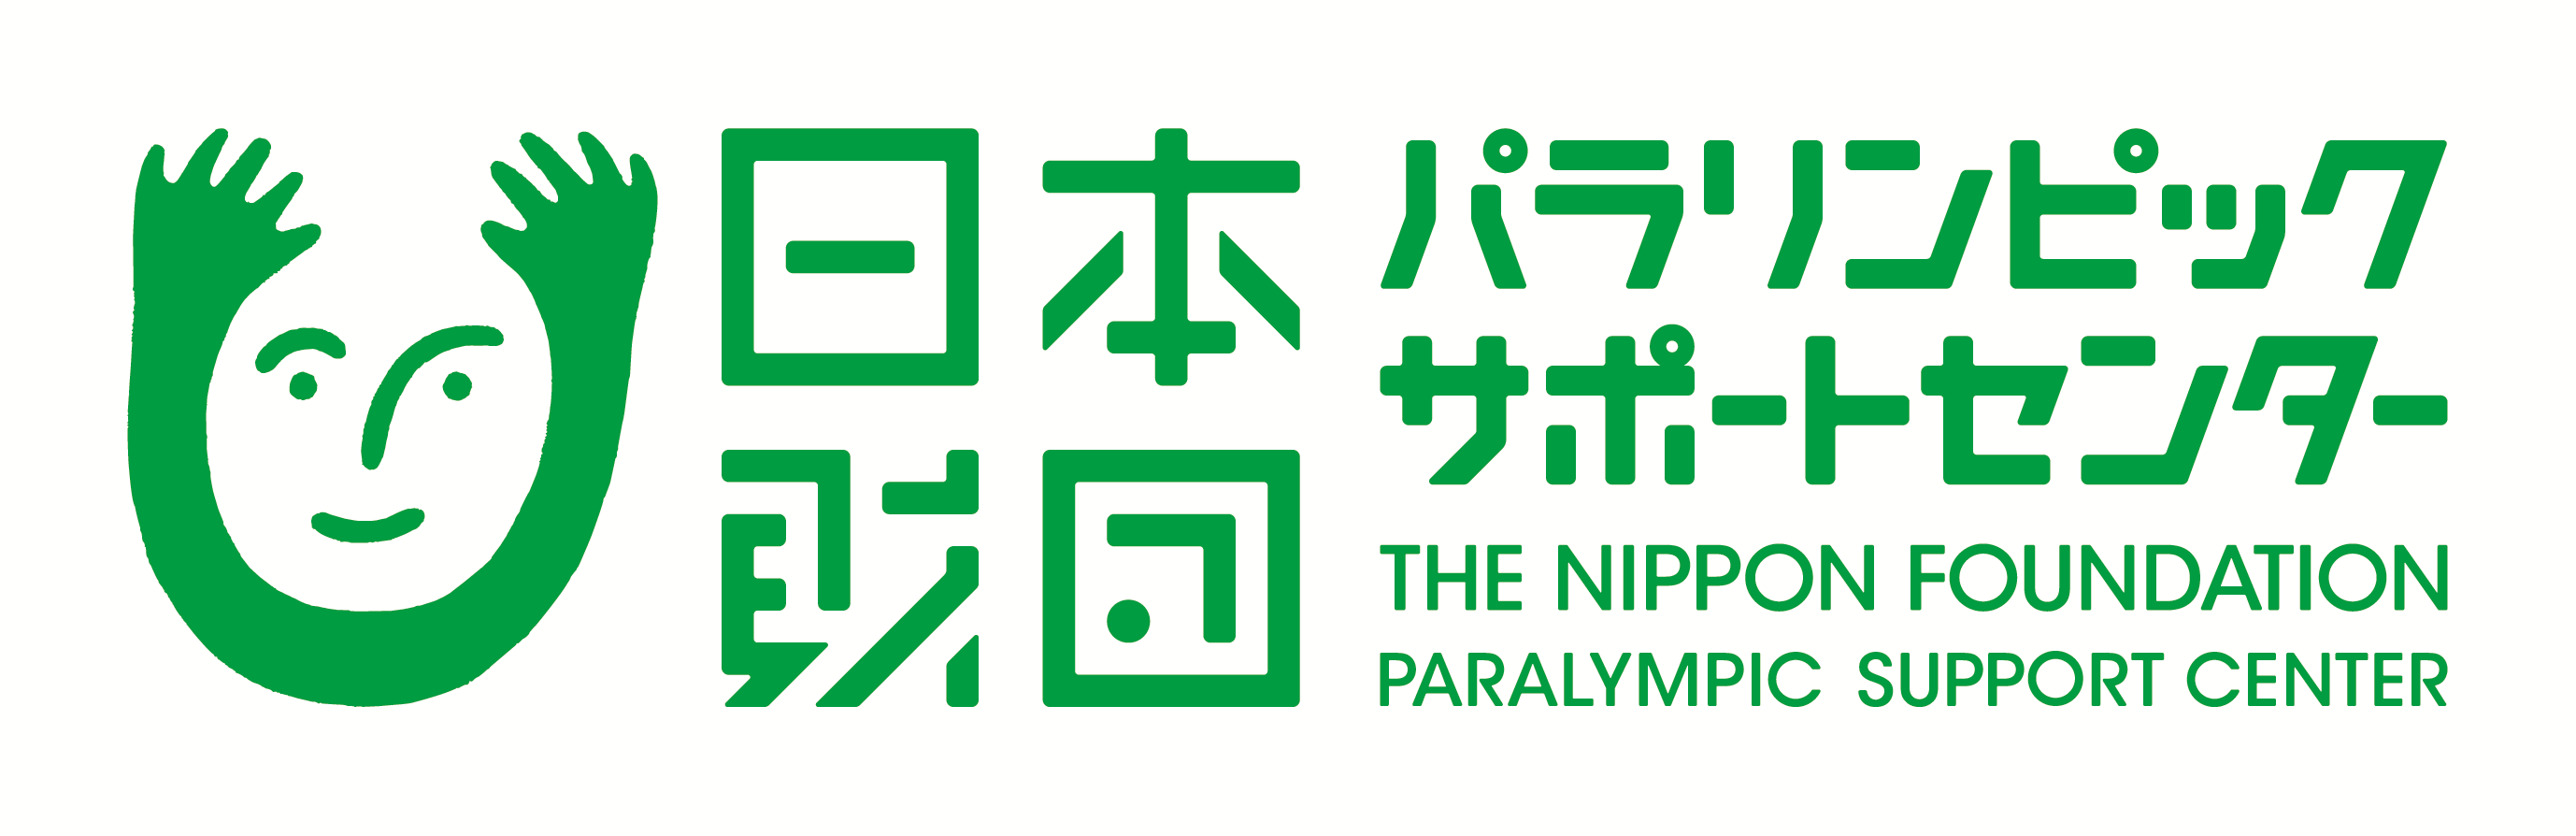 日本
財団
パラリンピック
サポートセンター
THE NIPPON FOUNDATION
PARALYMPIC SUPPORT CENTER